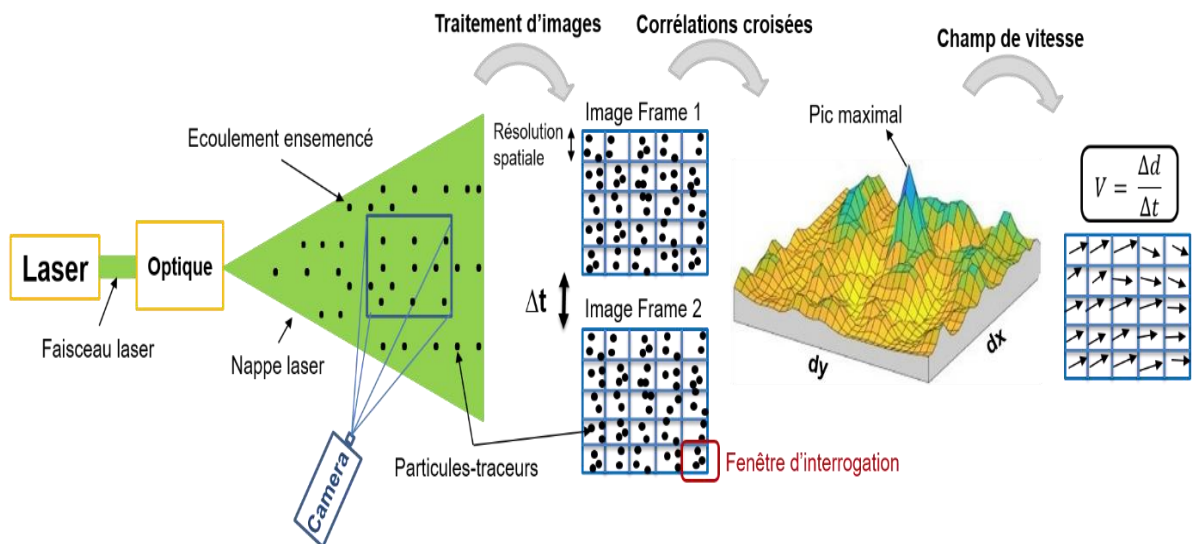 Traitement d'images
Corrélations croisées
Champ de vitesse
Ecoulement ensemencé
Résolution
spatiale
Image Frame 1
Pic maximal
V = Δd/Δt
Laser
Optique
Faisceau laser
Nappe laser
Δt
Image Frame 2
dy
dx
Camera
Particules-traceurs
Fenêtre d'interrogation